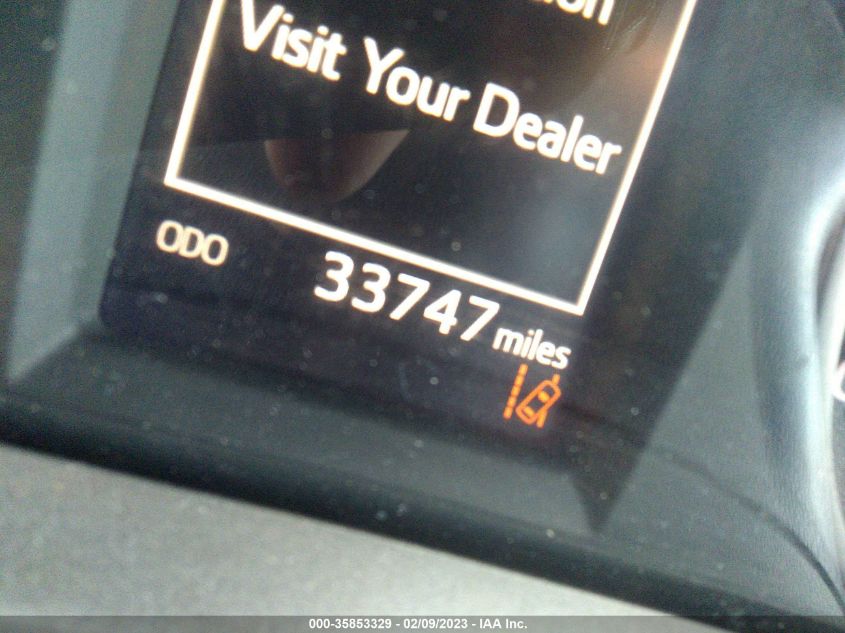 Visit Your Dealer
ODO 33747 miles
000-35853329 - 02/09/2023 - IAA Inc.